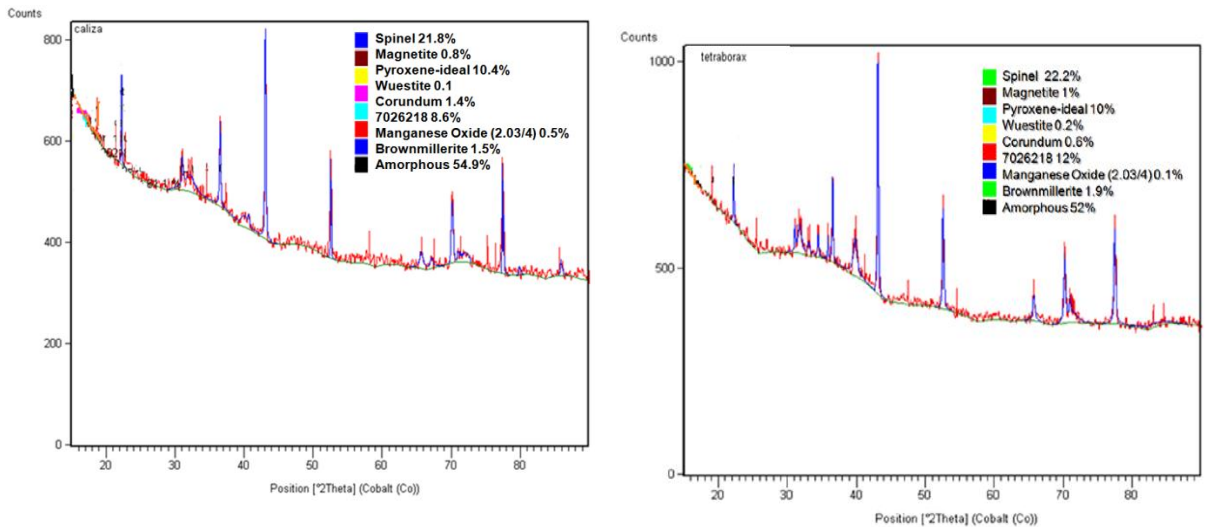 Counts
caliza
800
600
400
200
0
20 30 40 50 60 70 80
Position [°2Theta] (Cobalt (Co))
Spinel 21.8%
Magnetite 0.8%
Pyroxene-ideal 10.4%
Wuestite 0.1
Corundum 1.4%
7026218 8.6%
Manganese Oxide (2.03/4) 0.5%
Brownmillerite 1.5%
Amorphous 54.9%
Counts
tetraborax
1000
500
0
20 30 40 50 60 70 80
Position [°2Theta] (Cobalt (Co))
Spinel 22.2%
Magnetite 1%
Pyroxene-ideal 10%
Wuestite 0.2%
Corundum 0.6%
7026218 12%
Manganese Oxide (2.03/4) 0.1%
Brownmillerite 1.9%
Amorphous 52%